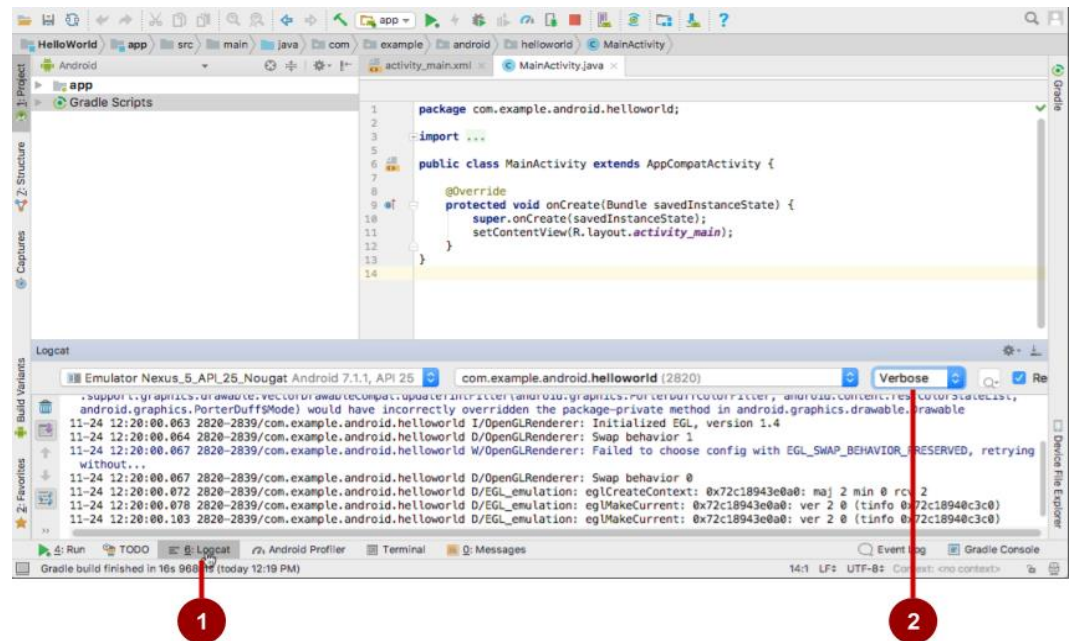 app
HelloWorld app src main java com example android helloworld MainActivity
Android
activity_main.xml
MainActivity.java
1: Project
Z: Structure
Captures
Build Variants
2: Favorites
app
Gradle Scripts
1 package com.example.android.helloworld;
2
3 import ...
5
6 public class MainActivity extends AppCompatActivity {
7
8 @Override
9 protected void onCreate(Bundle savedInstanceState) {
10 super.onCreate(savedInstanceState);
11 setContentView(R.layout.activity_main);
12 }
13 }
14
Gradle
Device File Explorer
Logcat
Emulator Nexus_5_API_25_Nougat Android 7.1.1, API 25
com.example.android.helloworld (2820)
Verbose
Re
android.graphics.PorterDuff$Mode) would have incorrectly overridden the package-private method in android.graphics.drawable.Drawable
11-24 12:20:00.063 2820-2839/com.example.android.helloworld I/OpenGLRenderer: Initialized EGL, version 1.4
11-24 12:20:00.064 2820-2839/com.example.android.helloworld D/OpenGLRenderer: Swap behavior 1
11-24 12:20:00.067 2820-2839/com.example.android.helloworld W/OpenGLRenderer: Failed to choose config with EGL_SWAP_BEHAVIOR_PRESERVED, retrying
without...
11-24 12:20:00.067 2820-2839/com.example.android.helloworld D/OpenGLRenderer: Swap behavior 0
11-24 12:20:00.072 2820-2839/com.example.android.helloworld D/EGL_emulation: eglCreateContext: 0x72c18943e0a0: maj 2 min 0 rcv 2
11-24 12:20:00.078 2820-2839/com.example.android.helloworld D/EGL_emulation: eglMakeCurrent: 0x72c18943e0a0: ver 2 0 (tinfo 0x72c18940c3c0)
11-24 12:20:00.103 2820-2839/com.example.android.helloworld D/EGL_emulation: eglMakeCurrent: 0x72c18943e0a0: ver 2 0 (tinfo 0x72c18940c3c0)
4: Run TODO 6: Logcat Android Profiler Terminal 0: Messages Event Log Gradle Console
Gradle build finished in 16s 968ms (today 12:19 PM) 14:1 LF UTF-8 Context: <no context>
1
2